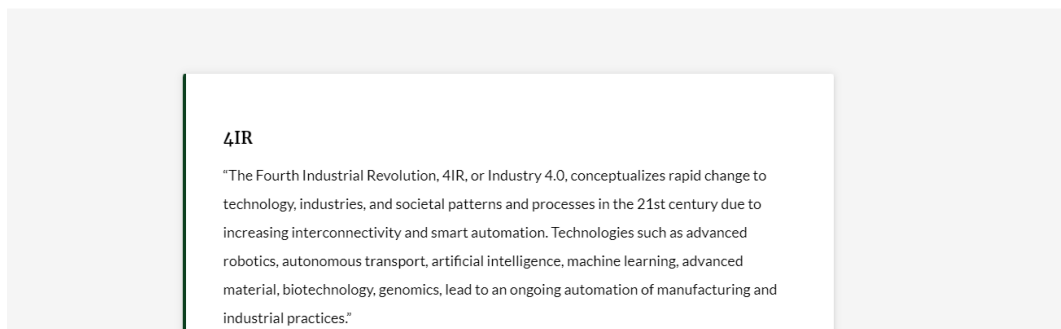 4IR
“The Fourth Industrial Revolution, 4IR, or Industry 4.0, conceptualizes rapid change to
technology, industries, and societal patterns and processes in the 21st century due to
increasing interconnectivity and smart automation. Technologies such as advanced
robotics, autonomous transport, artificial intelligence, machine learning, advanced
material, biotechnology, genomics, lead to an ongoing automation of manufacturing and
industrial practices.”